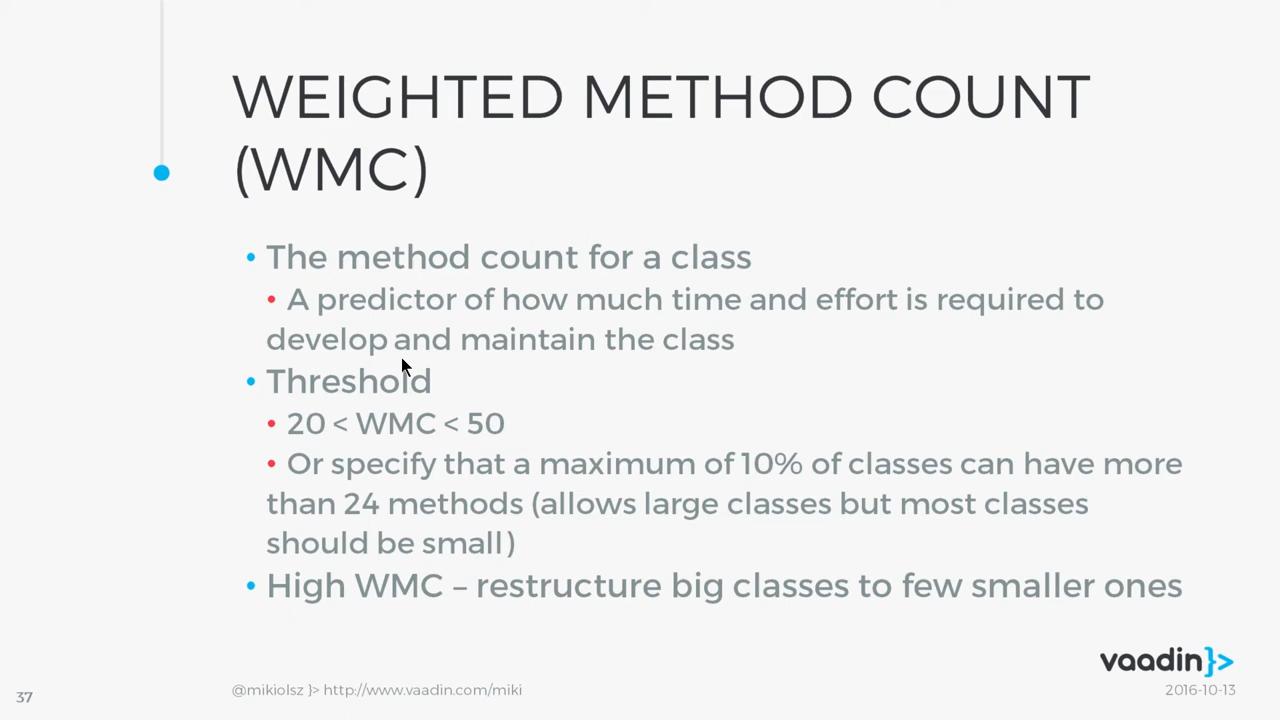 WEIGHTED METHOD COUNT
(WMC)
• The method count for a class
• A predictor of how much time and effort is required to
develop and maintain the class
• Threshold
• 20 < WMC < 50
• Or specify that a maximum of 10% of classes can have more
than 24 methods (allows large classes but most classes
should be small)
• High WMC – restructure big classes to few smaller ones
vaadin}>
37
@mikiolsz }> http://www.vaadin.com/miki
2016-10-13